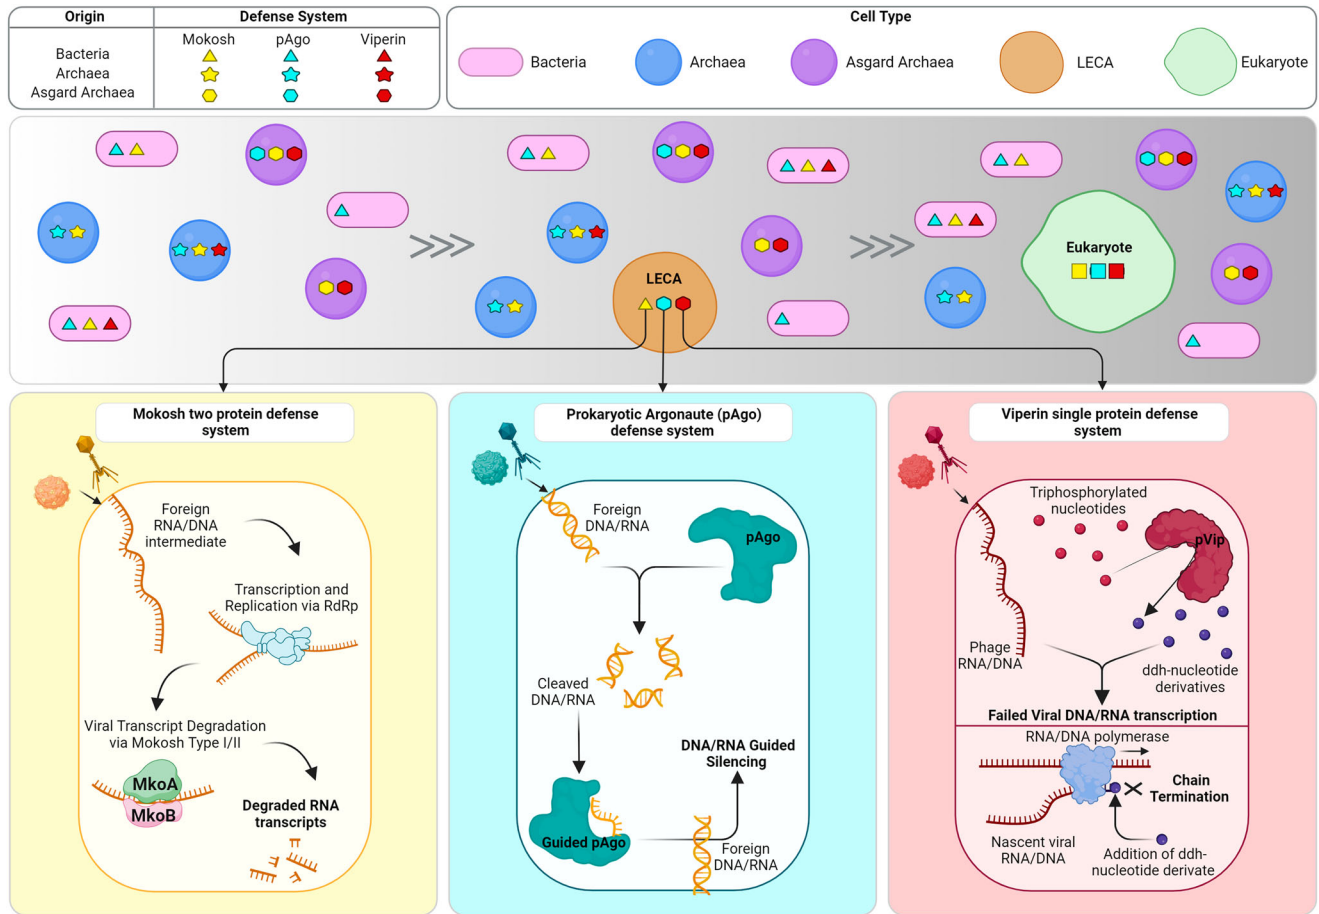 Origin
Defense System
Mokosh pAgo Viperin
Bacteria
Archaea
Asgard Archaea
Cell Type
Bacteria
Archaea
Asgard Archaea
LECA
Eukaryote
LECA
Eukaryote
Mokosh two protein defense
system
Foreign
RNA/DNA
intermediate
Transcription and
Replication via RdRp
Viral Transcript Degradation
via Mokosh Type I/II
MkoA
MkoB
Degraded RNA
transcripts
Prokaryotic Argonaute (pAgo)
defense system
Foreign
DNA/RNA
pAgo
Cleaved
DNA/RNA
DNA/RNA Guided
Silencing
Guided pAgo
Foreign
DNA/RNA
Viperin single protein defense
system
Triphosphorylated
nucleotides
pVip
Phage
RNA/DNA
ddh-nucleotide
derivatives
Failed Viral DNA/RNA transcription
RNA/DNA polymerase
Chain
Termination
Nascent viral
RNA/DNA
Addition of ddh-
nucleotide derivate